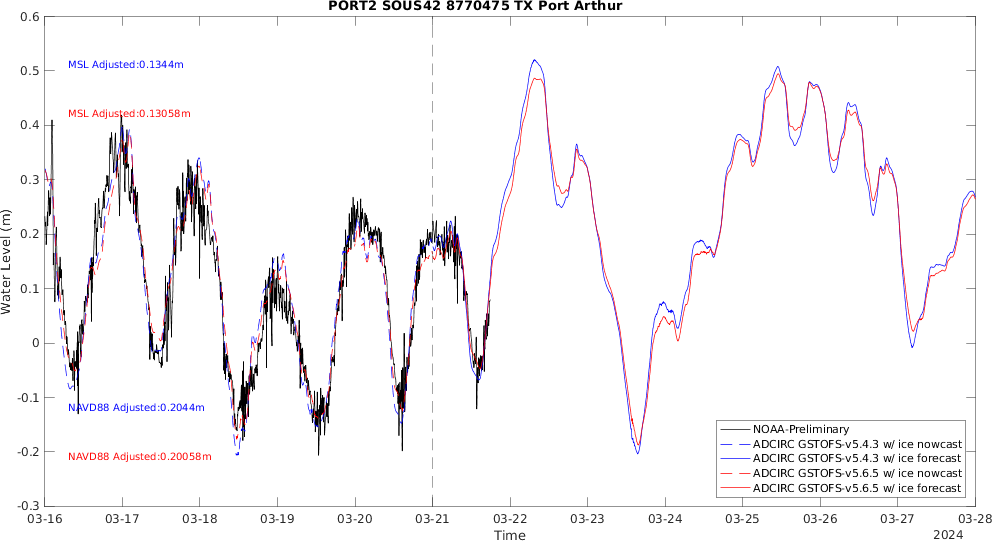 PORT2 SOUS42 8770475 TX Port Arthur
0.6
0.5
0.4
0.3
0.2
0.1
0
-0.1
-0.2
-0.3
Water Level (m)
MSL Adjusted:0.1344m
MSL Adjusted:0.13058m
NAVD88 Adjusted:0.2044m
NAVD88 Adjusted:0.20058m
NOAA-Preliminary
ADCIRC GSTOFS-v5.4.3 w/ ice nowcast
ADCIRC GSTOFS-v5.4.3 w/ ice forecast
ADCIRC GSTOFS-v5.6.5 w/ ice nowcast
ADCIRC GSTOFS-v5.6.5 w/ ice forecast
03-16 03-17 03-18 03-19 03-20 03-21 03-22 03-23 03-24 03-25 03-26 03-27 03-28
Time
2024